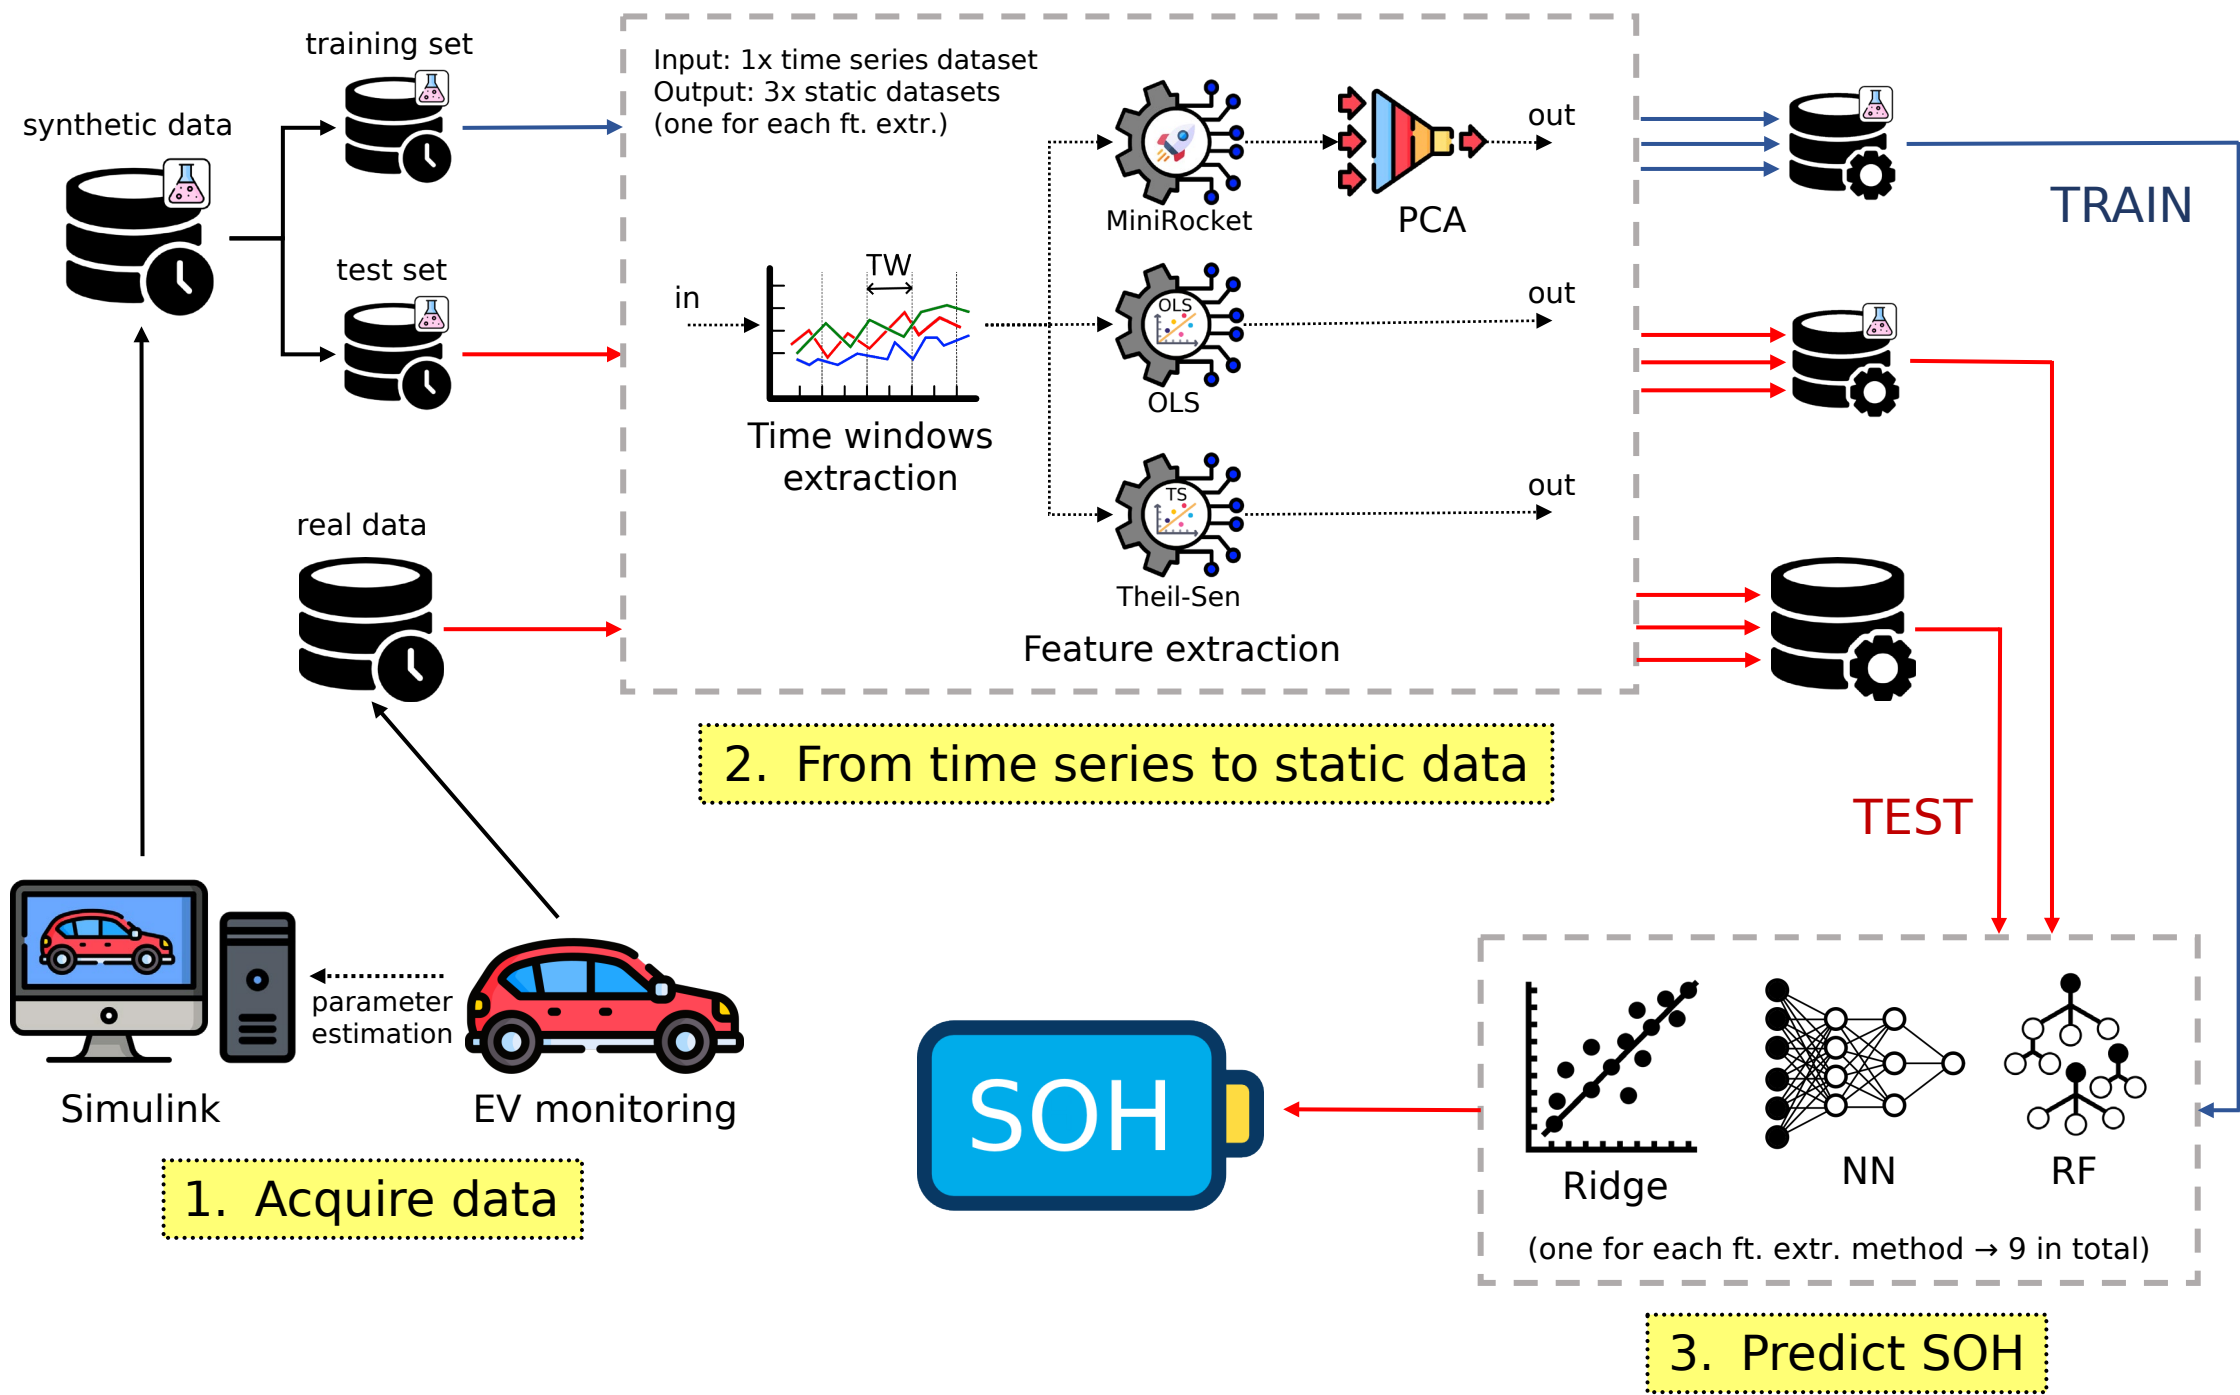 training set
synthetic data
test set
real data
Input: 1x time series dataset
Output: 3x static datasets
(one for each ft. extr.)
in
TW
Time windows
extraction
MiniRocket
PCA
out
OLS
OLS
out
TS
Theil-Sen
out
Feature extraction
TRAIN
2. From time series to static data
TEST
parameter
estimation
Simulink
EV monitoring
1. Acquire data
SOH
Ridge
NN
RF
(one for each ft. extr. method → 9 in total)
3. Predict SOH